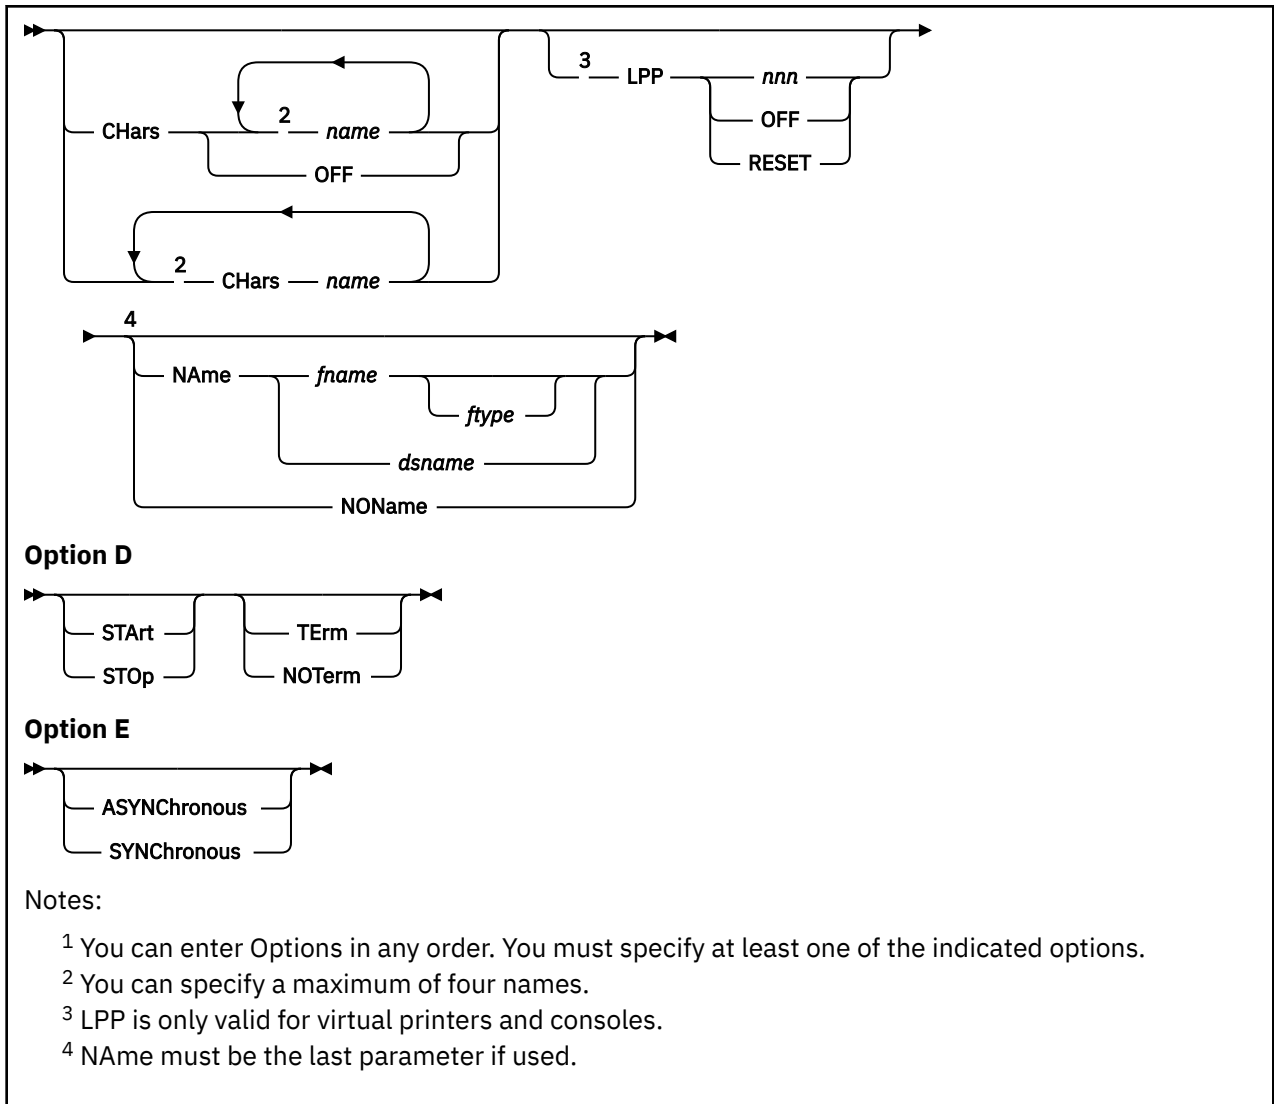 3 LPP nnn
2
CHars name OFF
OFF RESET
2
CHars name
4
NAme fname
ftype
dsname
NOName
Option D
STArt TErm
STOp NOTerm
Option E
ASYNChronous
SYNChronous
Notes:
1 You can enter Options in any order. You must specify at least one of the indicated options.
2 You can specify a maximum of four names.
3 LPP is only valid for virtual printers and consoles.
4 NAme must be the last parameter if used.